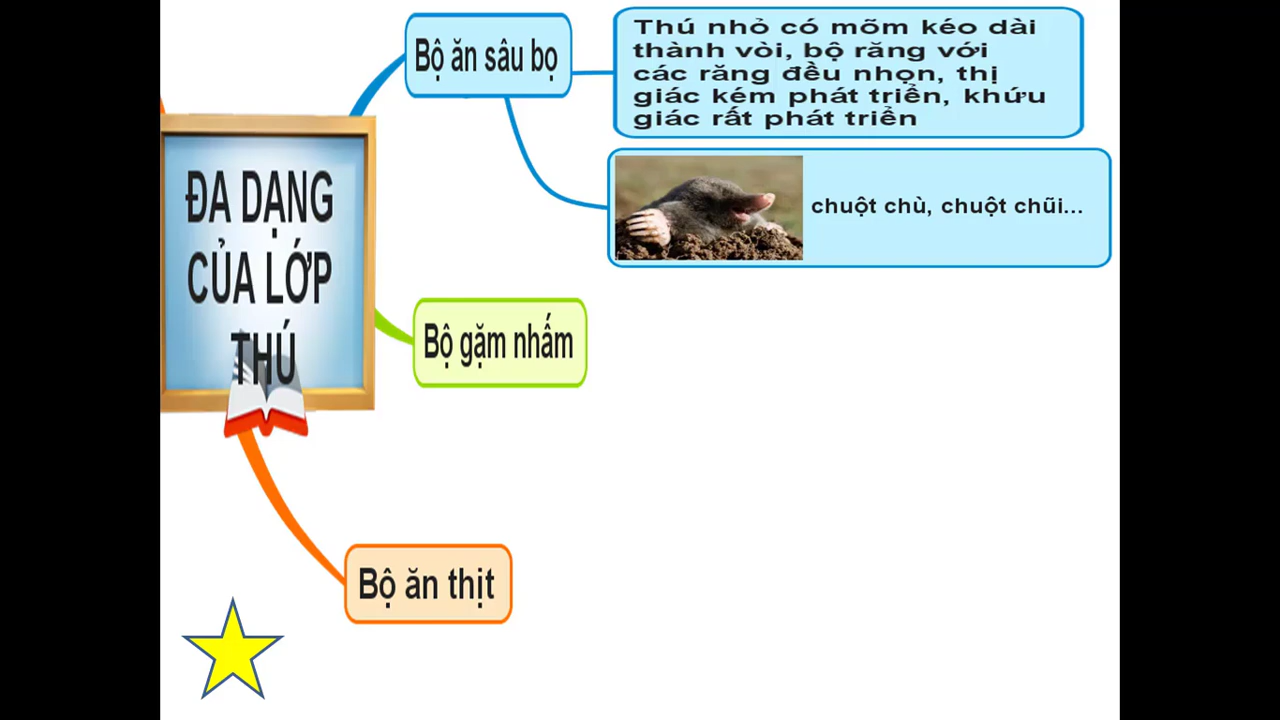 Bộ ăn sâu bọ
Thú nhỏ có mõm kéo dài
thành vòi, bộ răng với
các răng đều nhọn, thị
giác kém phát triển, khứu
giác rất phát triển
chuột chù, chuột chũi...
ĐA DẠNG
CỦA LỚP
THÚ
Bộ gặm nhấm
Bộ ăn thịt